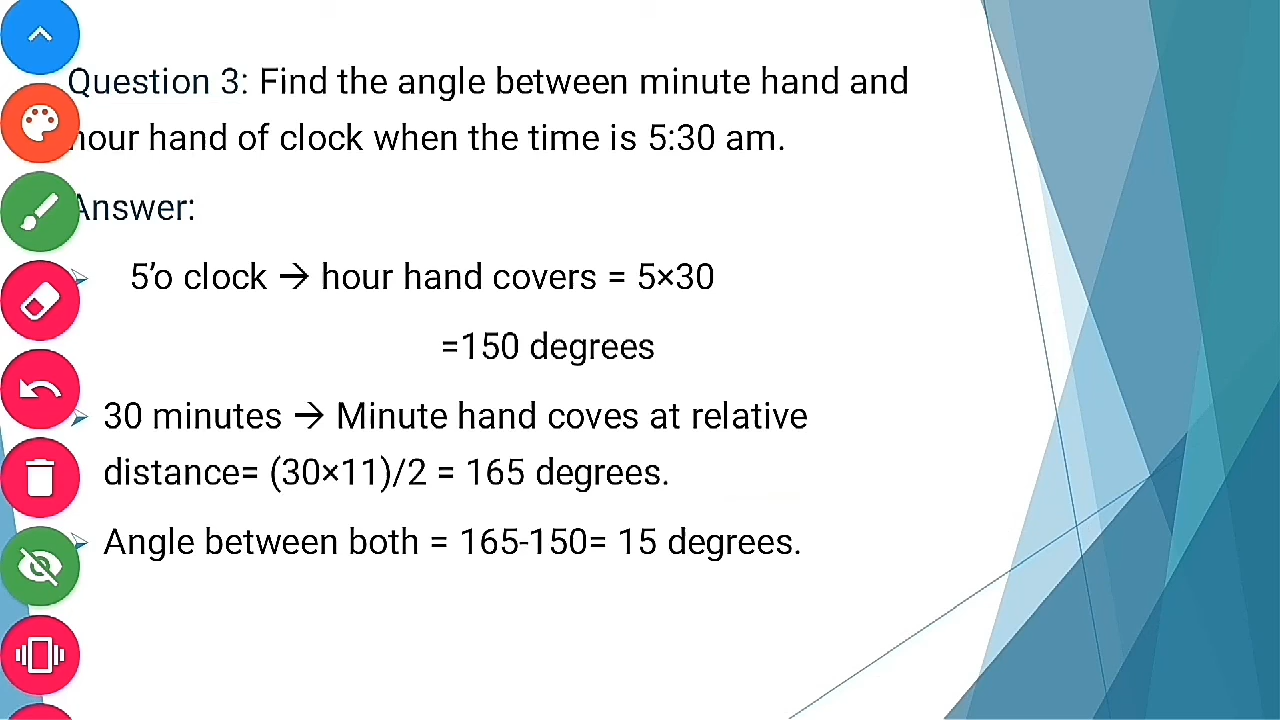 Question 3: Find the angle between minute hand and
hour hand of clock when the time is 5:30 am.
Answer:
5’o clock → hour hand covers = 5×30
=150 degrees
30 minutes → Minute hand coves at relative
distance= (30×11)/2 = 165 degrees.
Angle between both = 165-150= 15 degrees.